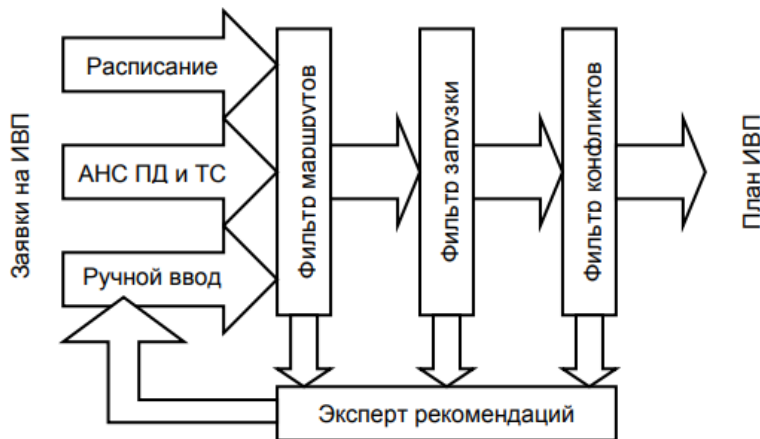 Заявки на ИВП
Расписание
АНС ПД и ТС
Ручной ввод
Фильтр маршрутов
Фильтр загрузки
Фильтр конфликтов
План ИВП
Эксперт рекомендаций